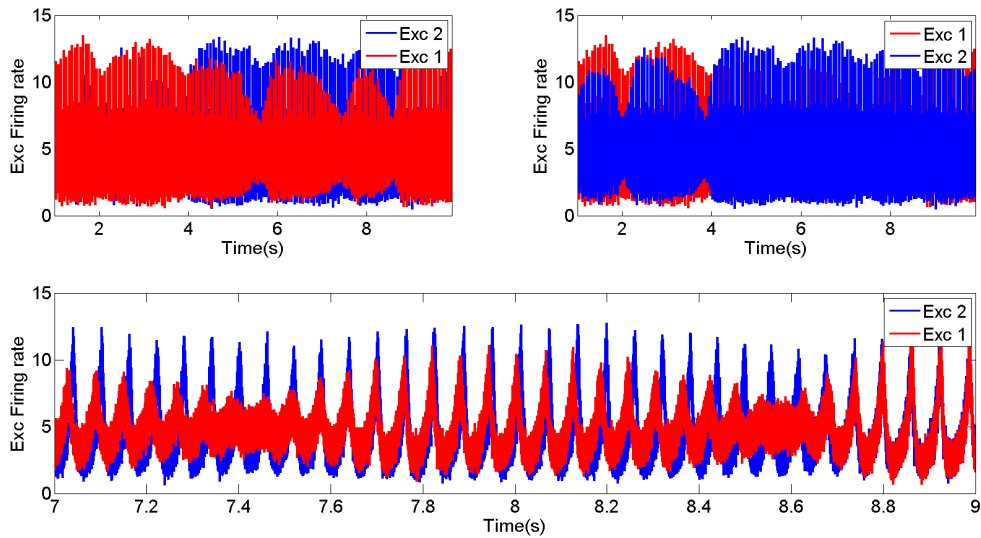 15
10
5
0
Exc Firing rate
Exc 2
Exc 1
2 4 6 8
Time(s)
15
10
5
0
Exc Firing rate
Exc 1
Exc 2
2 4 6 8
Time(s)
15
10
5
0
Exc Firing rate
Exc 2
Exc 1
7 7.2 7.4 7.6 7.8 8 8.2 8.4 8.6 8.8 9
Time(s)